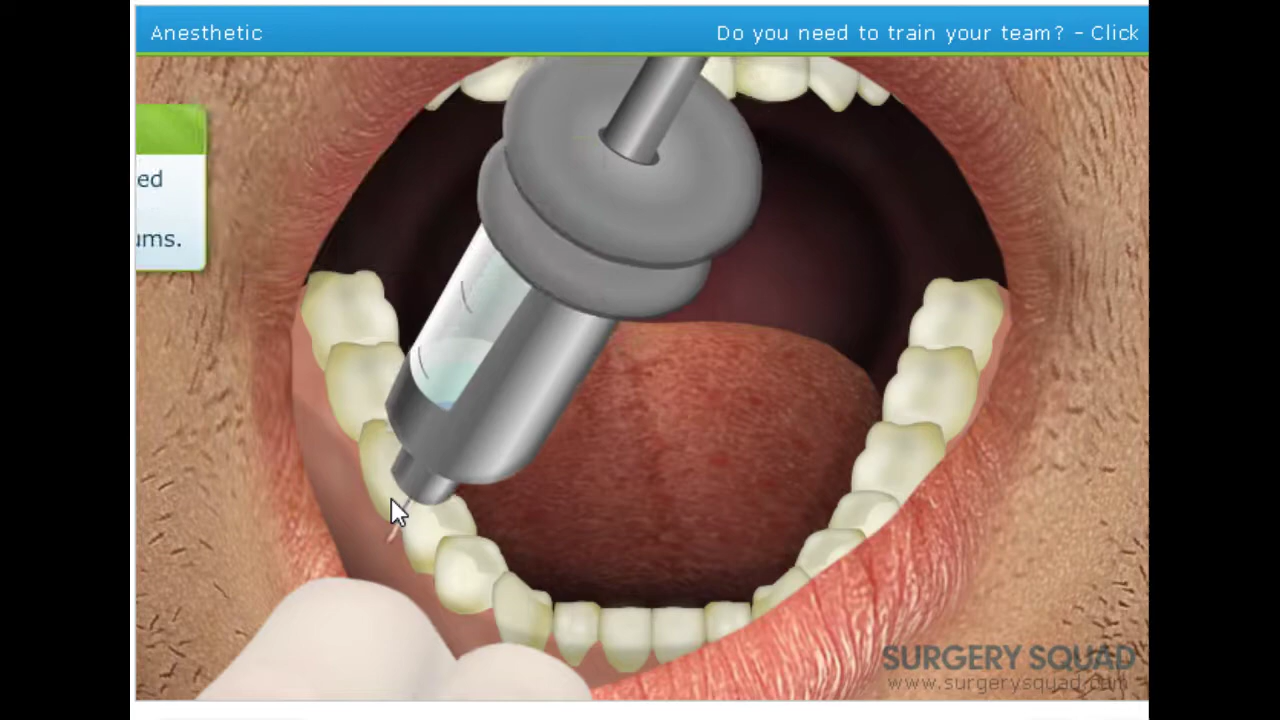 Anesthetic
Do you need to train your team? - Click
ed
ums.
SURGERY SQUAD
www.surgerysquad.com